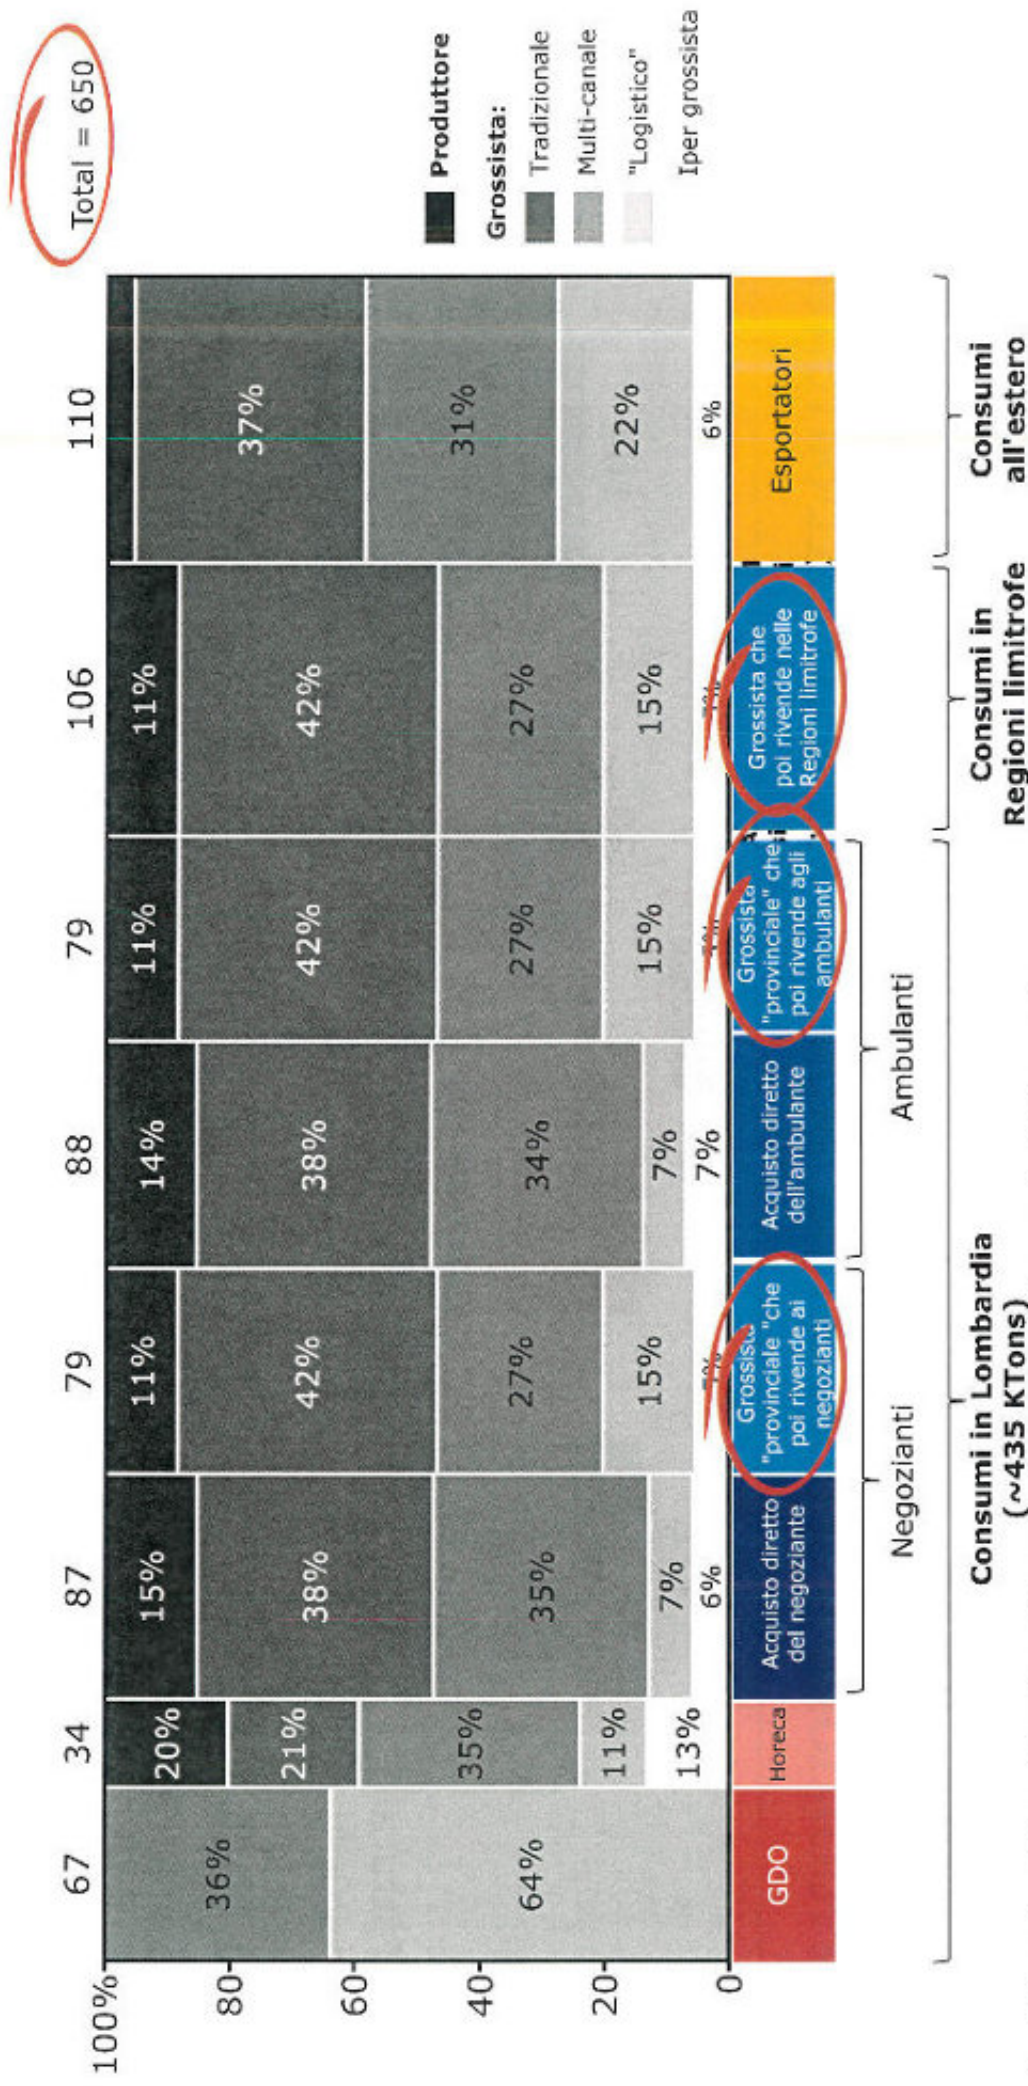 Total = 650
67
34
87
79
88
79
106
110
100%
80
60
40
20
0
36%
64%
20%
21%
35%
11%
13%
15%
38%
35%
7%
6%
11%
42%
27%
15%
14%
38%
34%
7%
7%
11%
42%
27%
15%
11%
42%
27%
15%
37%
31%
22%
6%
Produttore
Grossista:
Tradizionale
Multi-canale
"Logistico"
Iper grossista
GDO
Horeca
Acquisto diretto
del negoziante
Grossista
"provinciale "che
poi rivende ai
negozianti
Acquisto diretto
dell'ambulante
Grossista
"provinciale" che
poi rivende agli
ambulanti
Grossista che
poi rivende nelle
Regioni limitrofe
Esportatori
Negozianti
Ambulanti
Consumi in Lombardia
(~435 KTons)
Consumi in
Regioni limitrofe
Consumi
all'estero